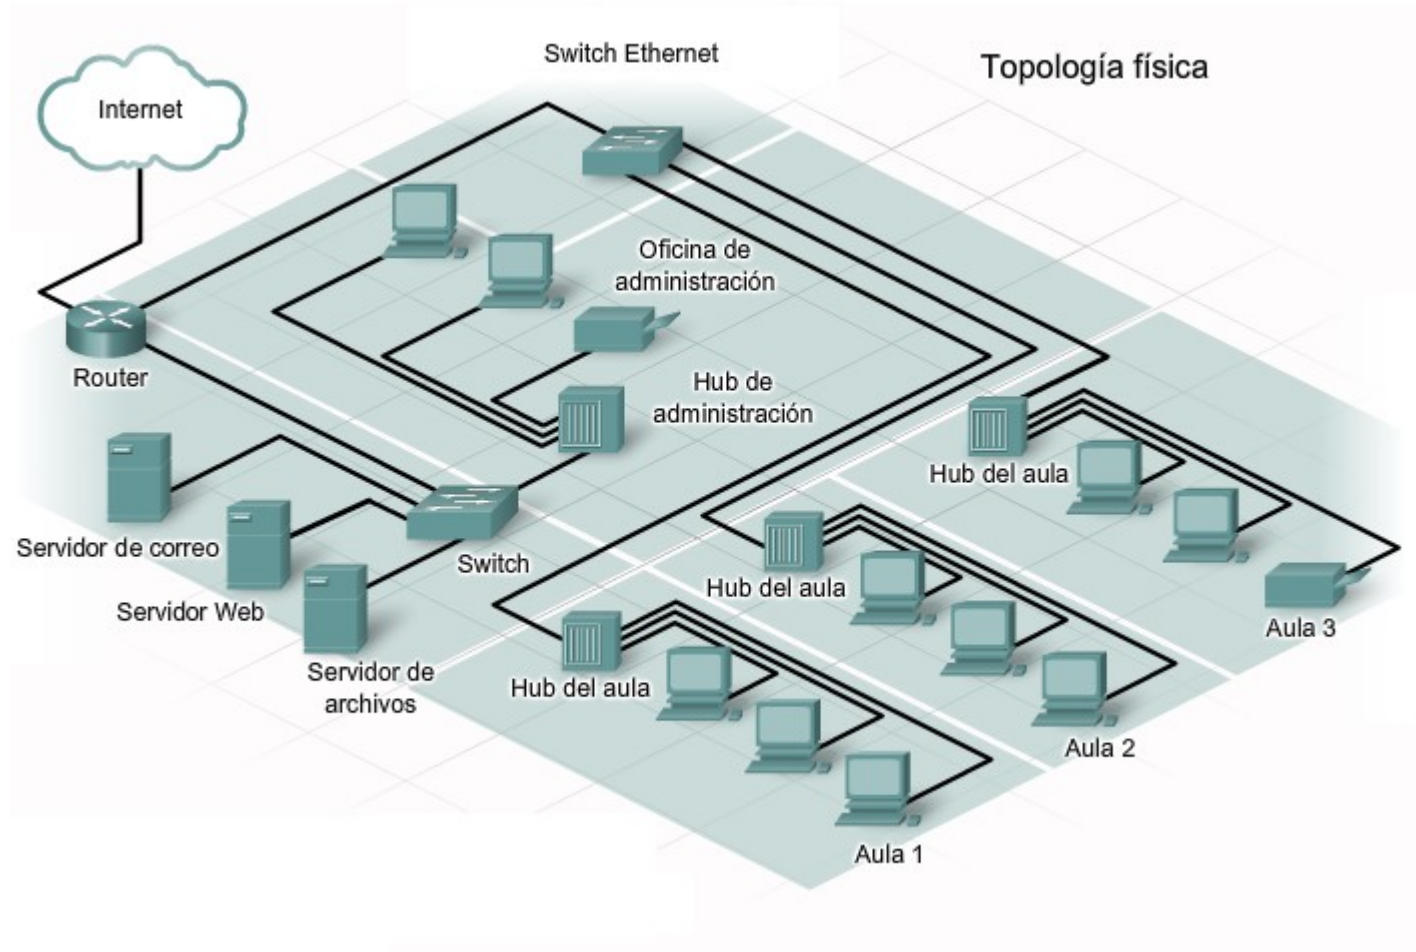 Switch Ethernet
Topología física
Internet
Oficina de
administración
Router
Hub de
administración
Hub del aula
Servidor de correo
Switch
Hub del aula
Servidor Web
Aula 3
Servidor de
archivos
Hub del aula
Aula 2
Aula 1